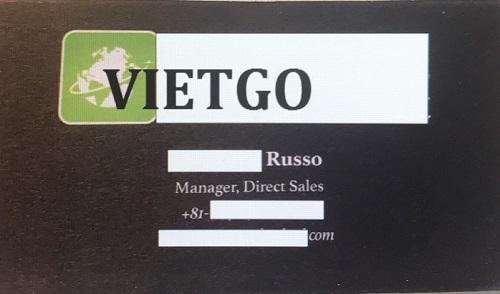 VIETGO
Russo
Manager, Direct Sales
+81-
.com